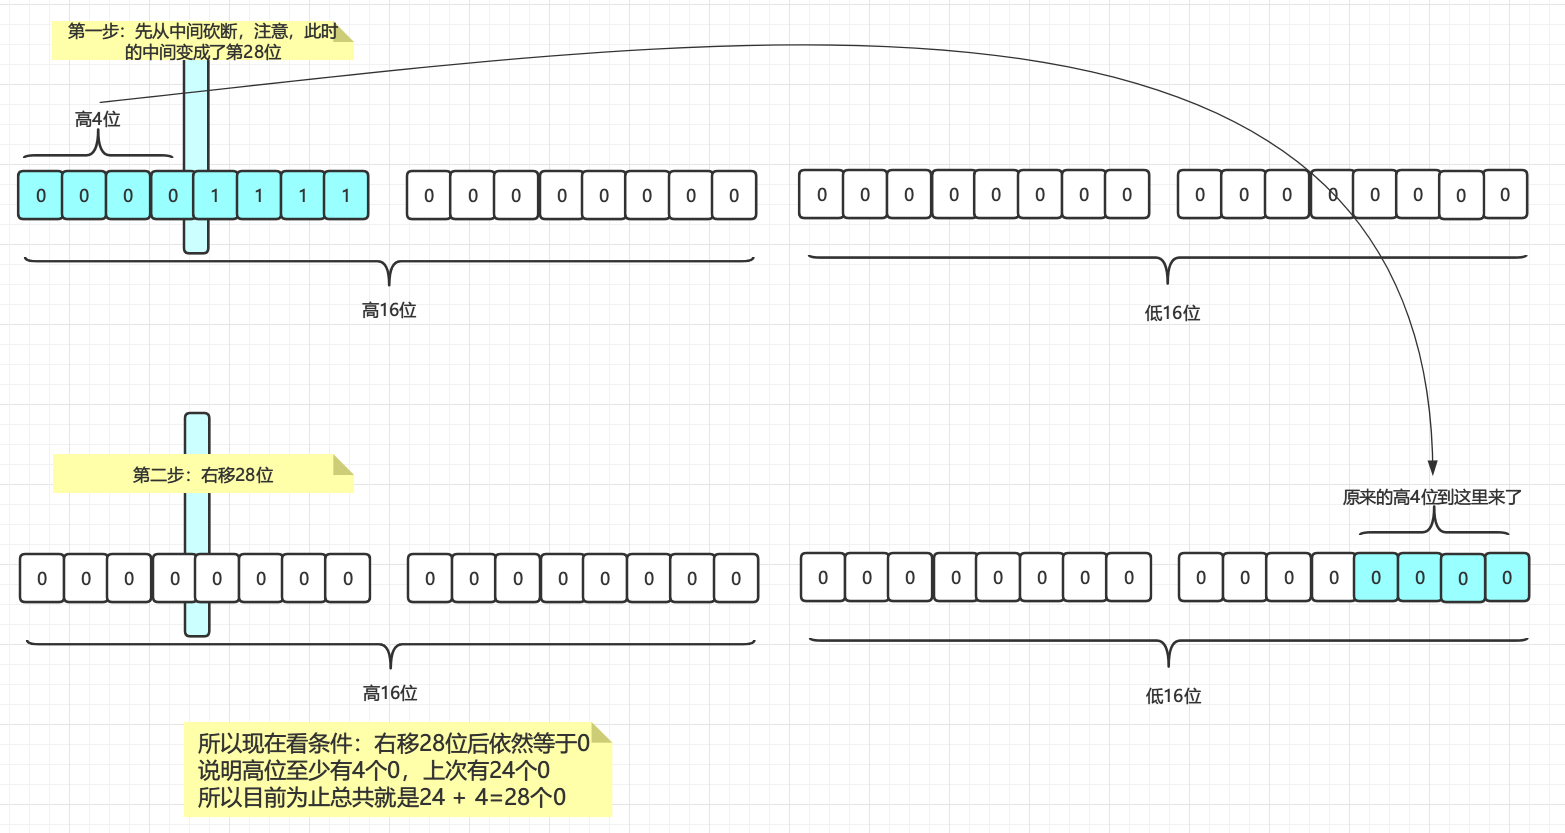 第一步：先从中间砍断，注意，此时
的中间变成了第28位
高4位
0 0 0 0 1 1 1 1 0 0 0 0 0 0 0 0 0 0 0 0 0 0 0 0 0 0 0 0 0 0 0 0
高16位
低16位
第二步：右移28位
原来的高4位到这里来了
0 0 0 0 0 0 0 0 0 0 0 0 0 0 0 0 0 0 0 0 0 0 0 0 0 0 0 0 0 0 0 0
高16位
低16位
所以现在看条件：右移28位后依然等于0
说明高位至少有4个0，上次有24个0
所以目前为止总共就是24 + 4=28个0